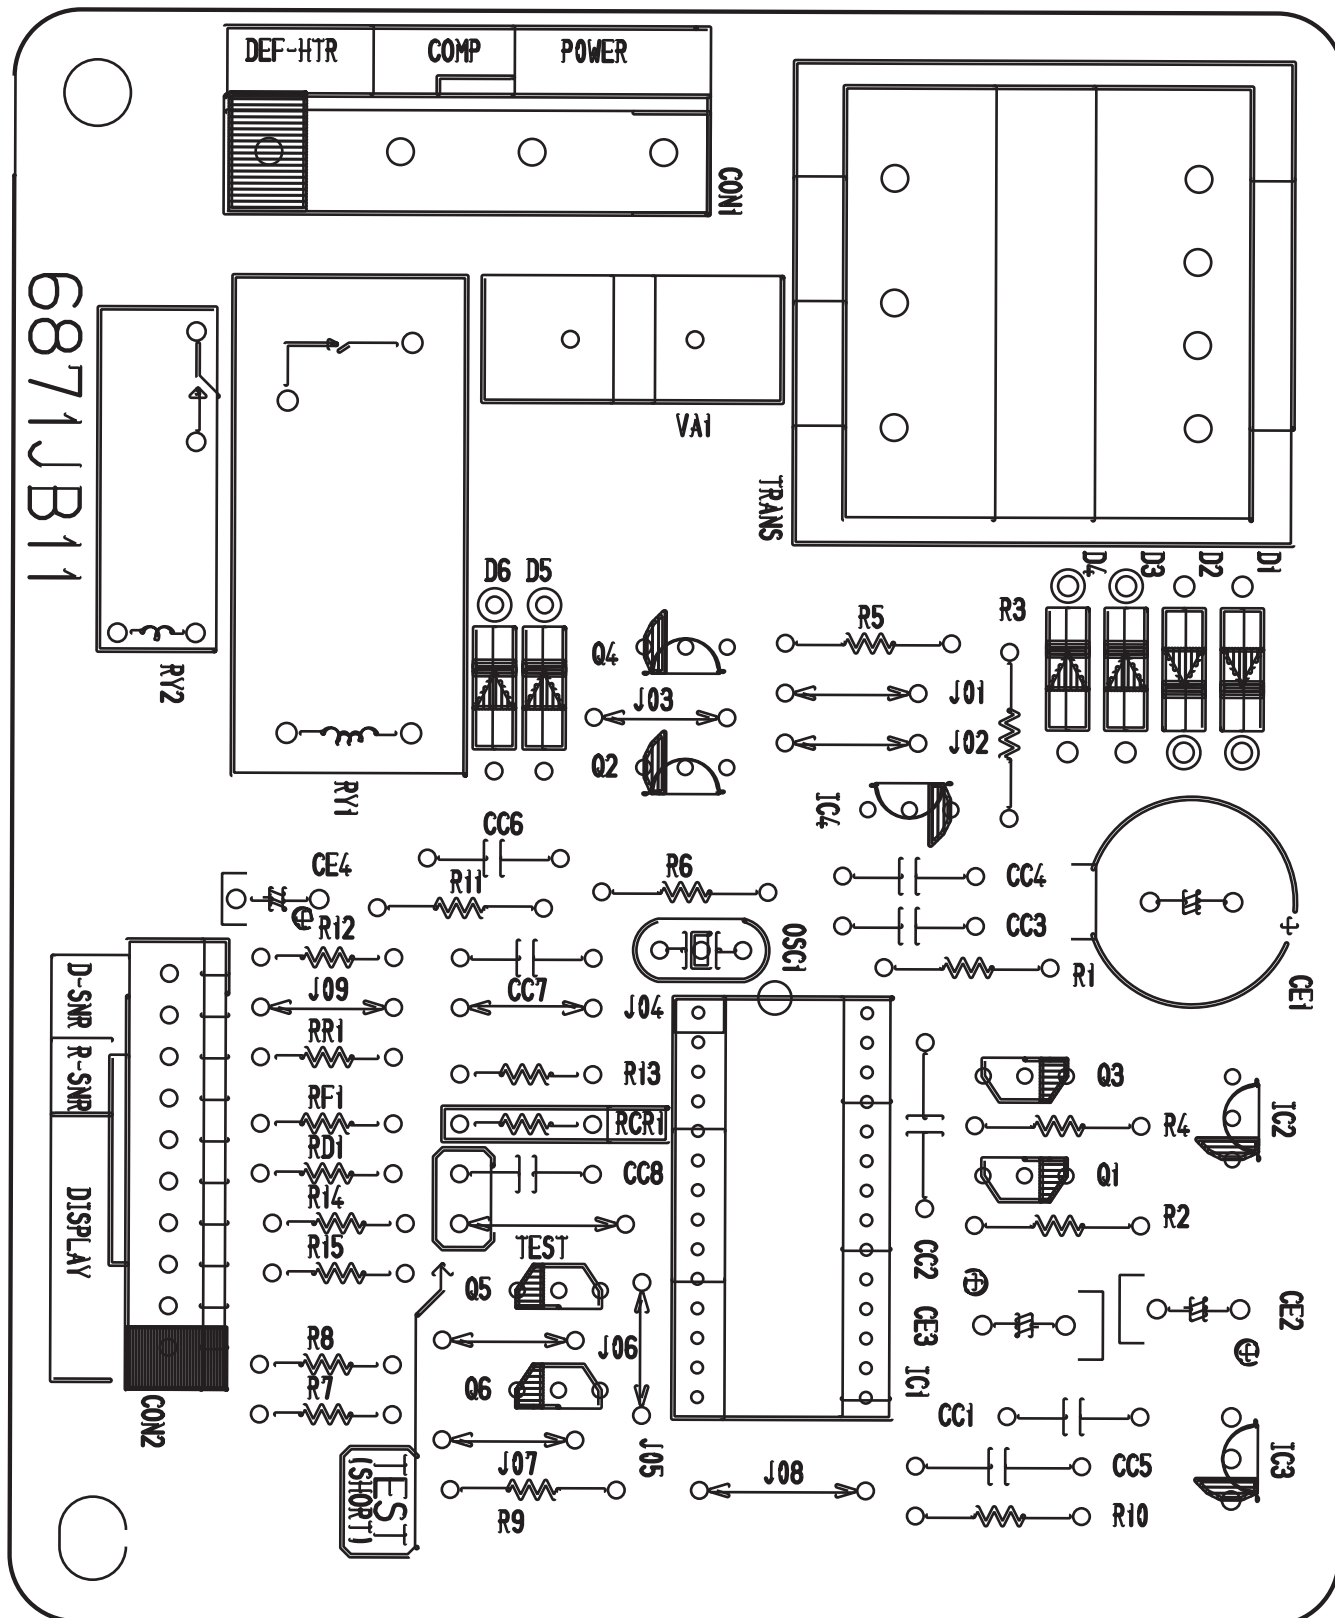 DEF-HTR COMP POWER
CON1
6871JB11
VA1
TRANS
RY2
RY1
D6 D5
D4 D3 D2 D1
Q4
R5
R3
J03
J01
J02
Q2
IC4
CC6
CE4
R11
R6
CC4
R12
OSC1
CC3
R1
CE1
D-SNR
J09
CC7
J04
R-SNR
RR1
R13
Q3
RF1
RCR1
R4
IC2
RD1
CC8
Q1
DISPLAY
R14
R2
R15
TEST
CC2
Q5
CE3
CE2
R8
J06
R7
Q6
IC1
CON2
CC1
J05
J07
J08
CC5
IC3
R9
R10
TEST
(SHORT)